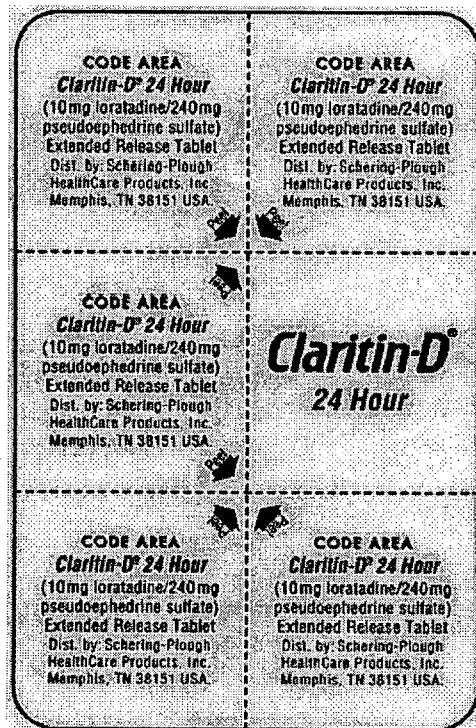 CODE AREA
Claritin-D® 24 Hour
(10mg loratadine/240mg
pseudoephedrine sulfate)
Extended Release Tablet
Dist. by: Schering-Plough
HealthCare Products, Inc.
Memphis, TN 38151 USA.
Peel
CODE AREA
Claritin-D® 24 Hour
(10mg loratadine/240mg
pseudoephedrine sulfate)
Extended Release Tablet
Dist. by: Schering-Plough
HealthCare Products, Inc.
Memphis, TN 38151 USA.
Peel
Peel
CODE AREA
Claritin-D® 24 Hour
(10mg loratadine/240mg
pseudoephedrine sulfate)
Extended Release Tablet
Dist. by: Schering-Plough
HealthCare Products, Inc.
Memphis, TN 38151 USA.
Peel
Claritin-D®
24 Hour
Peel
CODE AREA
Claritin-D® 24 Hour
(10mg loratadine/240mg
pseudoephedrine sulfate)
Extended Release Tablet
Dist. by: Schering-Plough
HealthCare Products, Inc.
Memphis, TN 38151 USA.
Peel
CODE AREA
Claritin-D® 24 Hour
(10mg loratadine/240mg
pseudoephedrine sulfate)
Extended Release Tablet
Dist. by: Schering-Plough
HealthCare Products, Inc.
Memphis, TN 38151 USA.